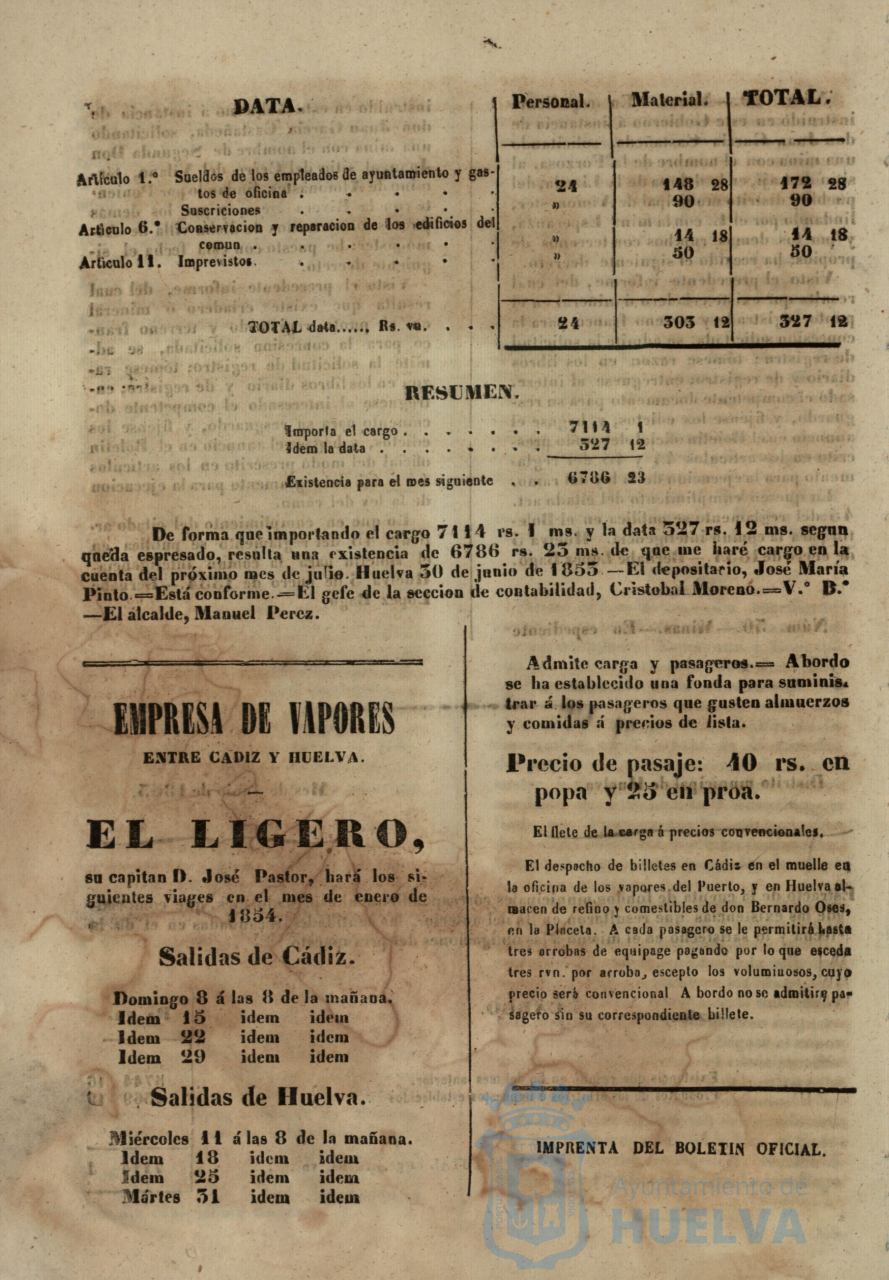 DATA. Personal. Material. TOTAL.
Artículo 1.º Sueldos de los empleados de ayuntamiento y gas-
tos de oficina . . . . . 24 148 28 172 28
Suscriciones . . . . . » 90 90
Artículo 6.º Conservacion y reparacion de los edificios del
comun . . . . . . » 14 18 14 18
Articulo 11. Imprevistos. . . . . . » 50 50
TOTAL data....., Rs. vn. . . . 24 303 12 327 12
RESUMEN.
Importa el cargo . . . . . . . 7114 1
Idem la data . . . . . . . . 327 12
Existencia para el mes siguiente . . 6786 23
De forma que importando el cargo 7114 rs. 1 ms. y la data 327 rs. 12 ms. segun
queda espresado, resulta una existencia de 6786 rs. 23 ms. de que me haré cargo en la
cuenta del próximo mes de julio. Huelva 30 de junio de 1853 —El depositario, José María
Pinto.=Está conforme.=El gefe de la seccion de contabilidad, Cristobal Moreno.=V.º B.º
—El alcalde, Manuel Perez.
EMPRESA DE VAPORES
ENTRE CADIZ Y HUELVA.
EL LIGERO,
su capitan D. José Pastor, hará los si-
guientes viages en el mes de enero de
1854.
Salidas de Cádiz.
Domingo 8 á las 8 de la mañana.
Idem 15 idem idem
Idem 22 idem idem
Idem 29 idem idem
Salidas de Huelva.
Miércoles 11 á las 8 de la mañana.
Idem 18 idem idem
Idem 25 idem idem
Mártes 31 idem idem
Admite carga y pasageros.= Abordo
se ha establecido una fonda para suminis-
trar á los pasageros que gusten almuerzos
y comidas á precios de lista.
Precio de pasaje: 40 rs. en
popa y 25 en proa.
El flete de la carga á precios convencionales.
El despacho de billetes en Cádiz en el muelle en
la oficina de los vapores del Puerto, y en Huelva al-
macen de refino y comestibles de don Bernardo Oses,
en la Placeta. A cada pasagero se le permitirá hasta
tres arrobas de equipage pagando por lo que esceda
tres rvn. por arroba, escepto los voluminosos, cuyo
precio será convencional A bordo no se admitirá pa-
sagero sin su correspondiente billete.
IMPRENTA DEL BOLETIN OFICIAL.
Ayuntamiento de
HUELVA